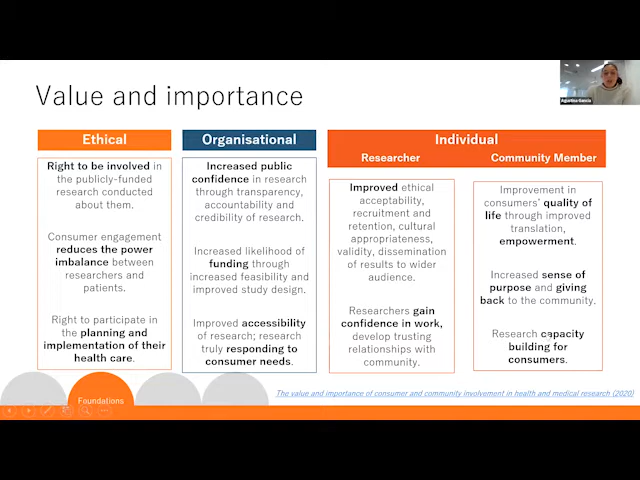 Value and importance
Agustina Garcia
Ethical
Right to be involved in
the publicly-funded
research conducted
about them.
Consumer engagement
reduces the power
imbalance between
researchers and
patients.
Right to participate in
the planning and
implementation of their
health care.
Organisational
Increased public
confidence in research
through transparency,
accountability and
credibility of research.
Increased likelihood of
funding through
increased feasibility and
improved study design.
Improved accessibility
of research; research
truly responding to
consumer needs.
Individual
Researcher
Improved ethical
acceptability,
recruitment and
retention, cultural
appropriateness,
validity, dissemination
of results to wider
audience.
Researchers gain
confidence in work,
develop trusting
relationships with
community.
Community Member
Improvement in
consumers' quality of
life through improved
translation,
empowerment.
Increased sense of
purpose and giving
back to the community.
Research capacity
building for
consumers.
The value and importance of consumer and community involvement in health and medical research (2020)
Foundations